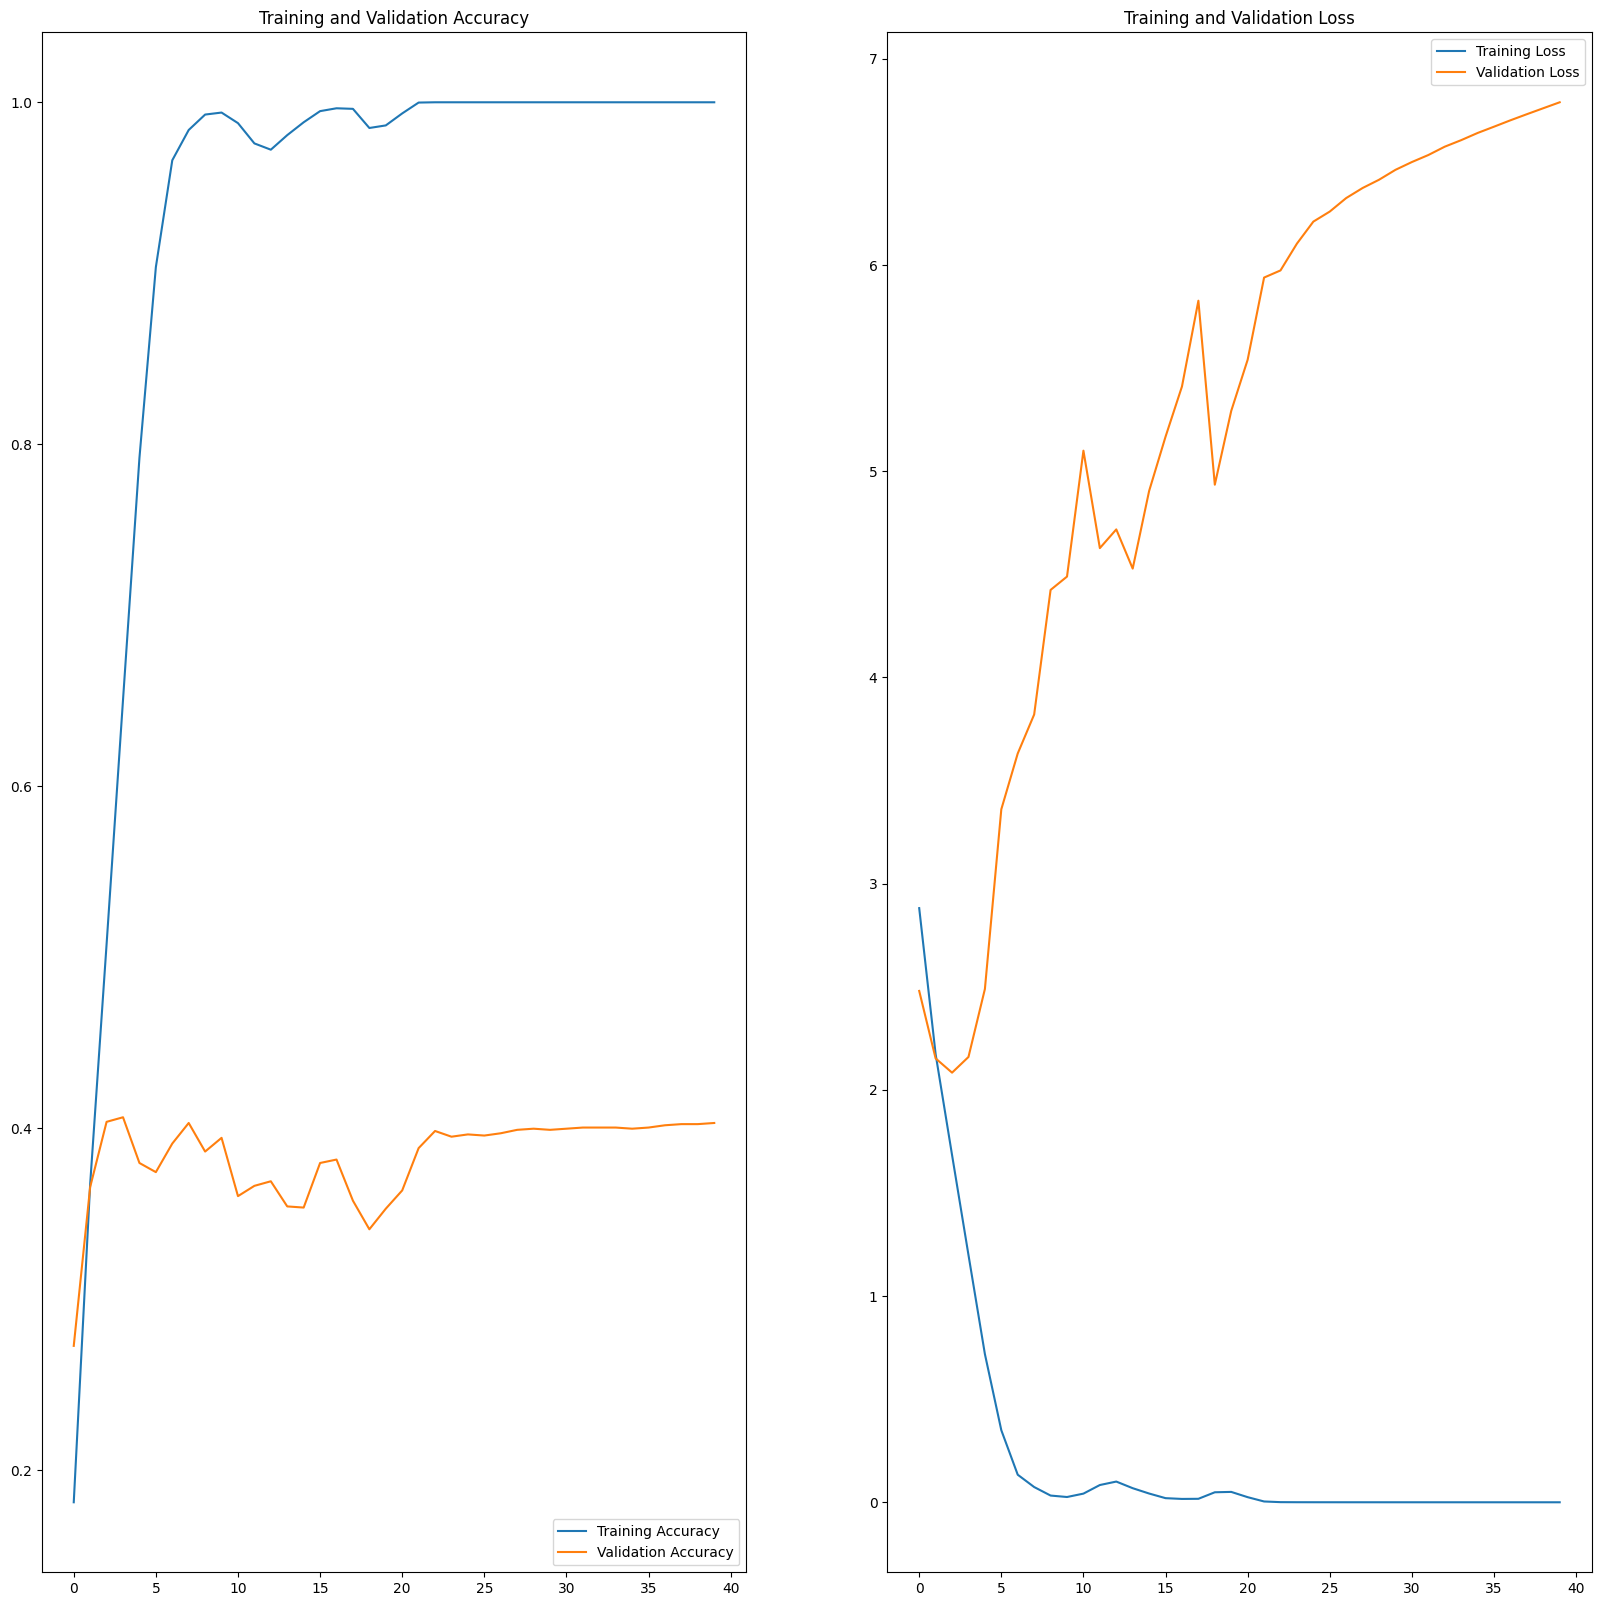 Training and Validation Accuracy
1.0
0.8
0.6
0.4
0.2
Training Accuracy
Validation Accuracy
0 5 10 15 20 25 30 35 40
Training and Validation Loss
Training Loss
Validation Loss
7
6
5
4
3
2
1
0
0 5 10 15 20 25 30 35 40